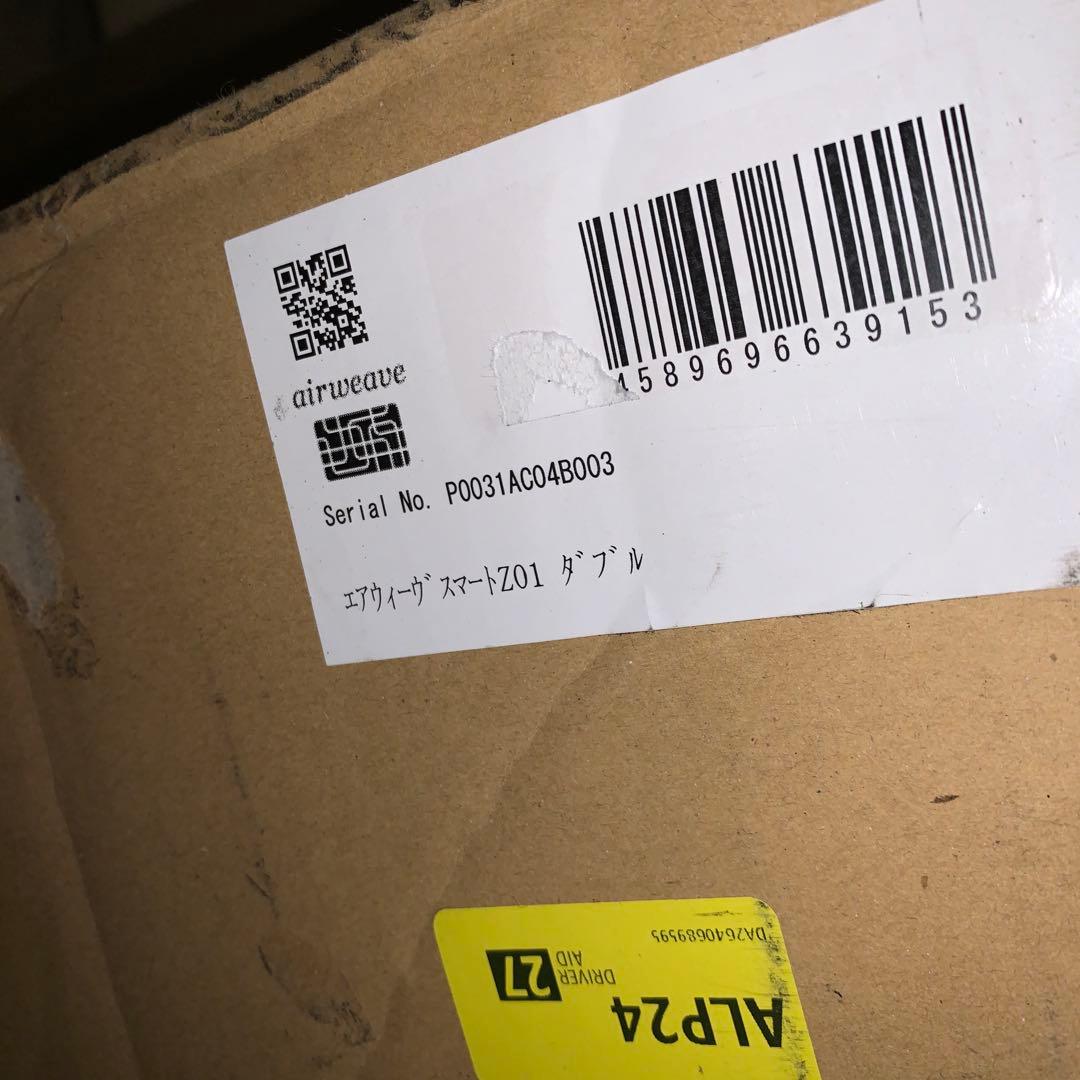 4589696639153
airweave
Serial No. P0031AC04B003
エアウィーヴ スマートZ01 ダブル
DA2640689595
DRIVER
AID
27
ALP24